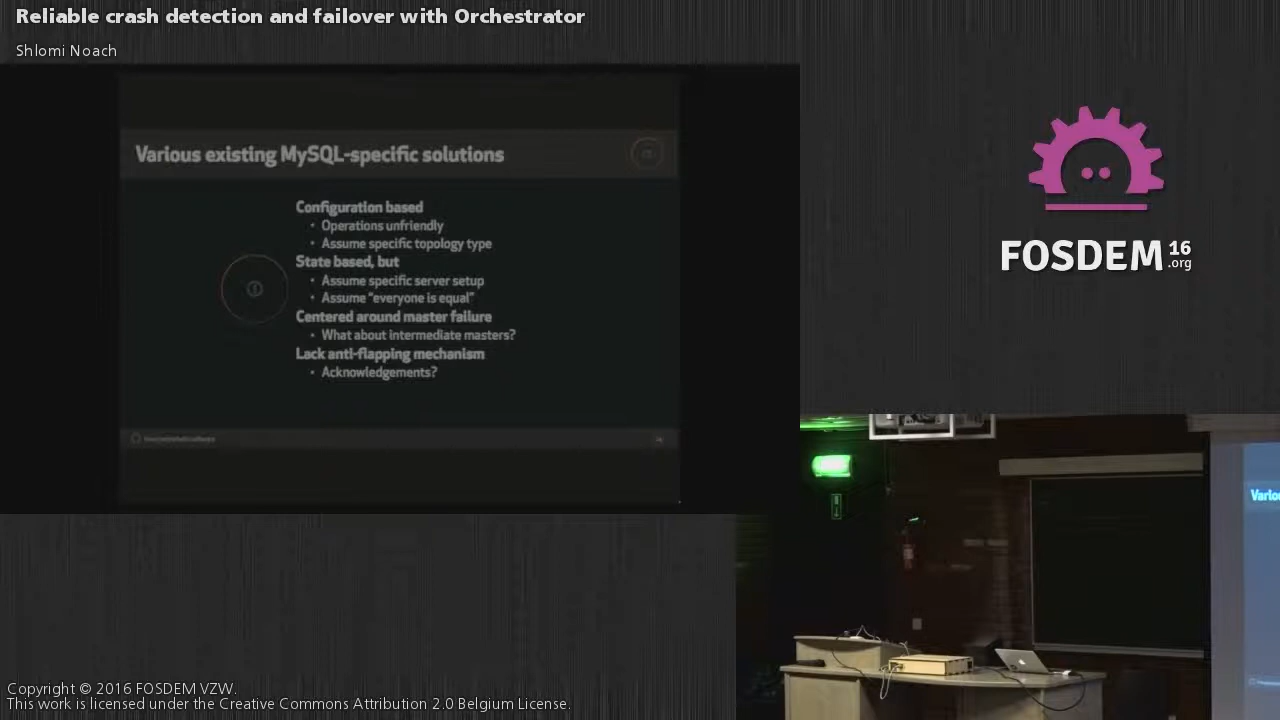 Reliable crash detection and failover with Orchestrator
Shlomi Noach
Various existing MySQL-specific solutions
Configuration based
• Operations unfriendly
• Assume specific topology type
State based, but
• Assume specific server setup
• Assume "everyone is equal"
Centered around master failure
• What about intermediate masters?
Lack anti-flapping mechanism
• Acknowledgements?
FOSDEM 16
.org
Vario
Copyright © 2016 FOSDEM VZW.
This work is licensed under the Creative Commons Attribution 2.0 Belgium License.